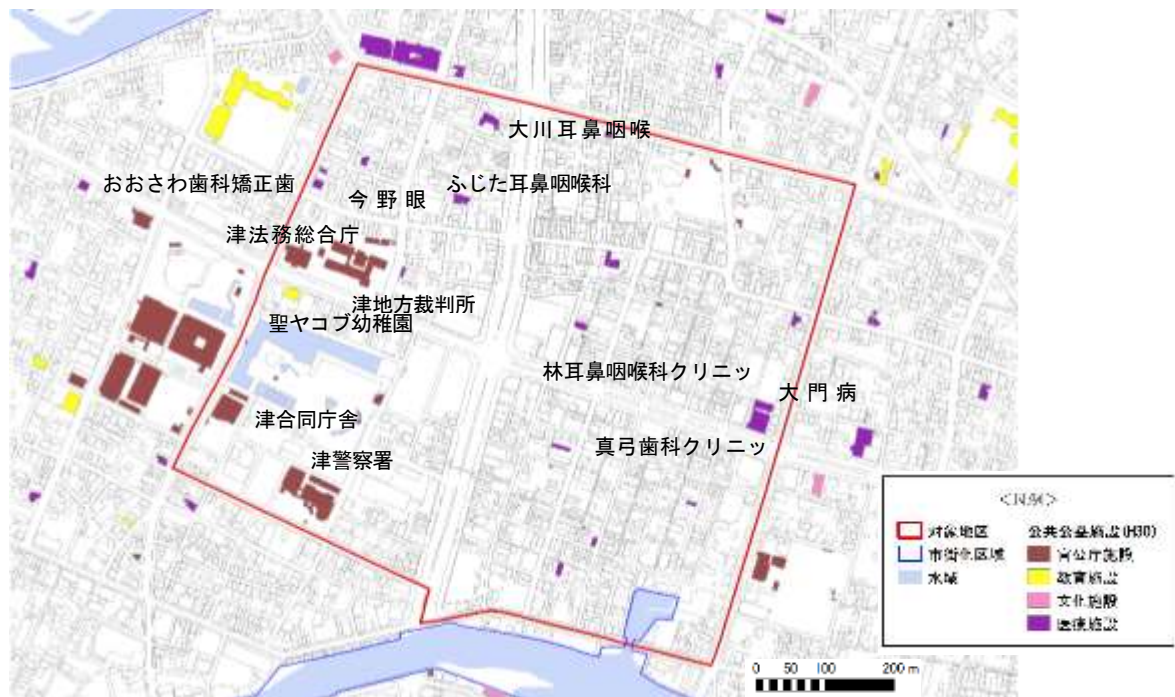 大川耳鼻咽喉
おおさわ歯科矯正歯
ふじた耳鼻咽喉科
今野眼
津法務総合庁
津地方裁判所
聖ヤコブ幼稚園
林耳鼻咽喉科クリニッ
大門病
津合同庁舎
真弓歯科クリニッ
津警察署
<凡例>
対象地区
市街化区域
水域
公共公益施設(H30)
官公庁施設
教育施設
文化施設
医療施設
0 50 100 200 m